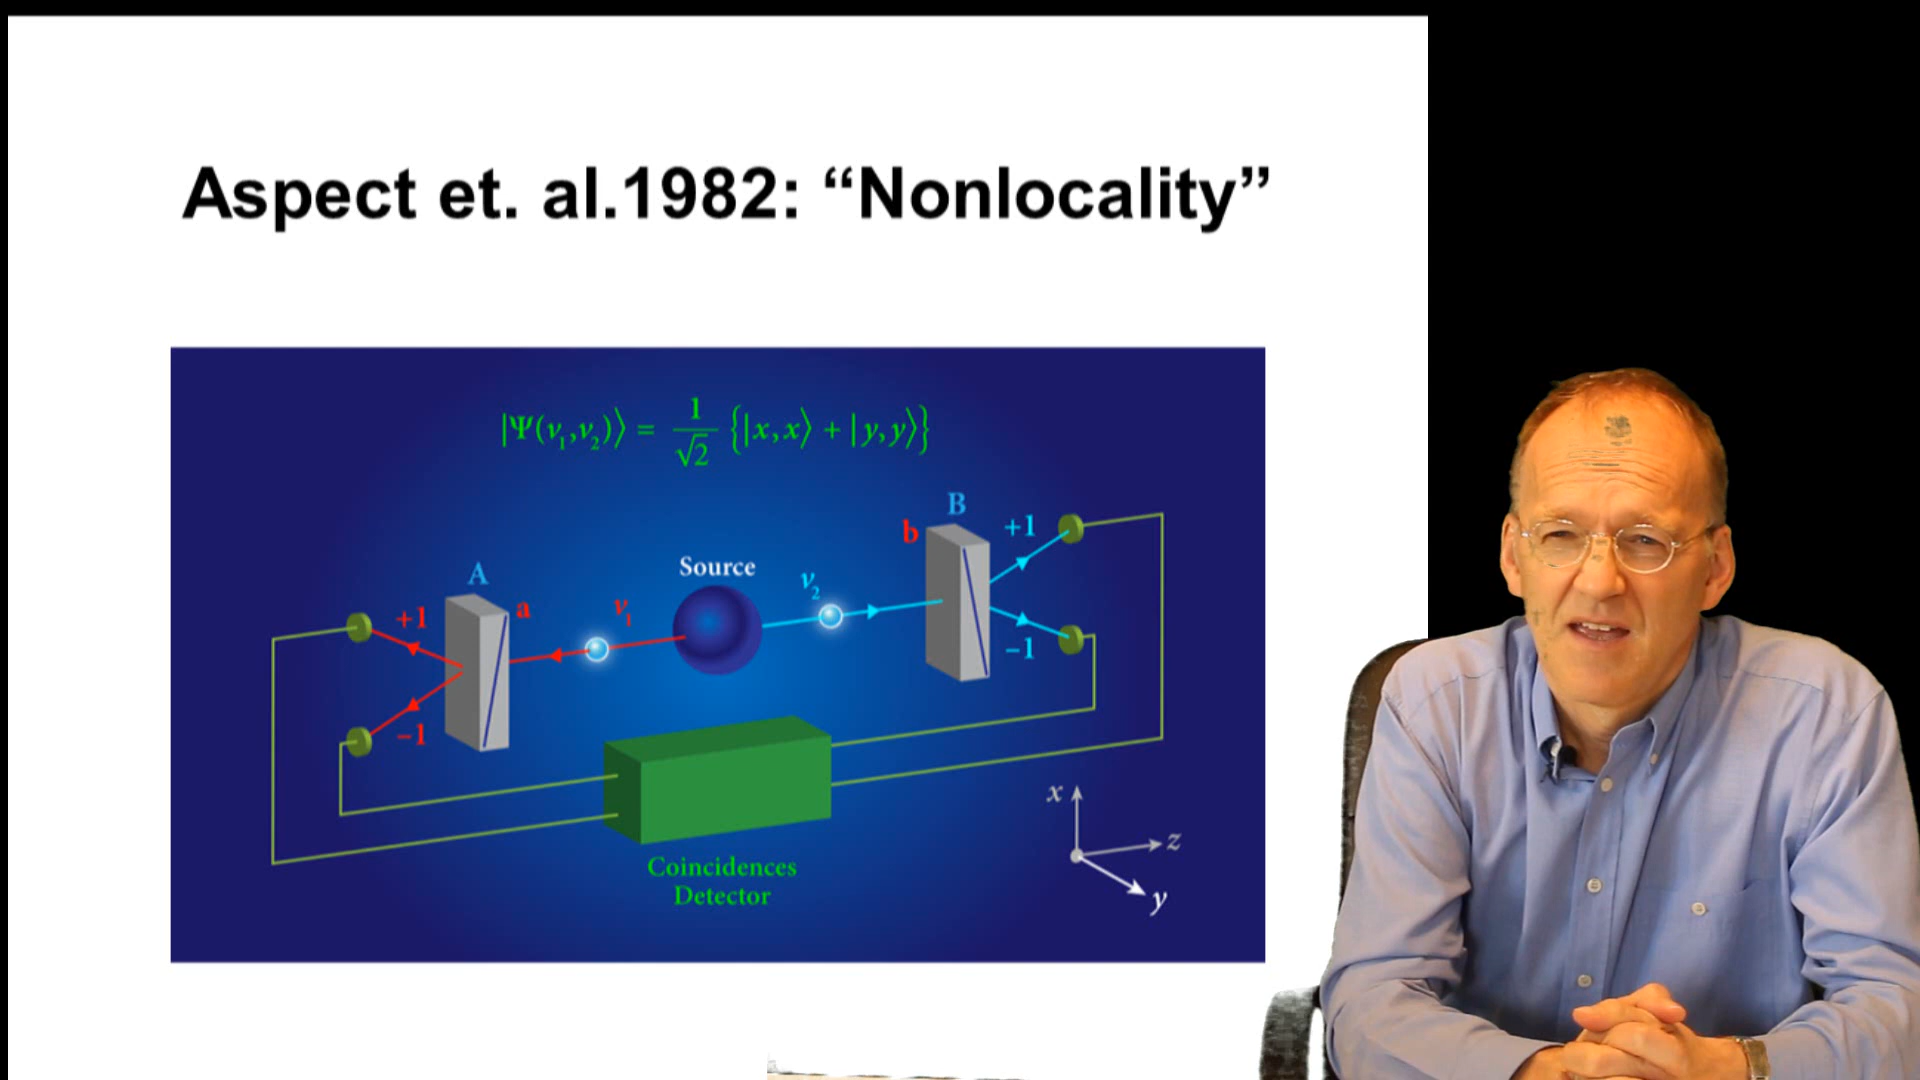 Aspect et. al.1982: “Nonlocality”
|Ψ(ν₁,ν₂)⟩ = 1/√2 {|x,x⟩ + |y,y⟩}
B
b
+1
Source
A
ν₂
a
ν₁
+1
−1
−1
x
z
y
Coincidences
Detector